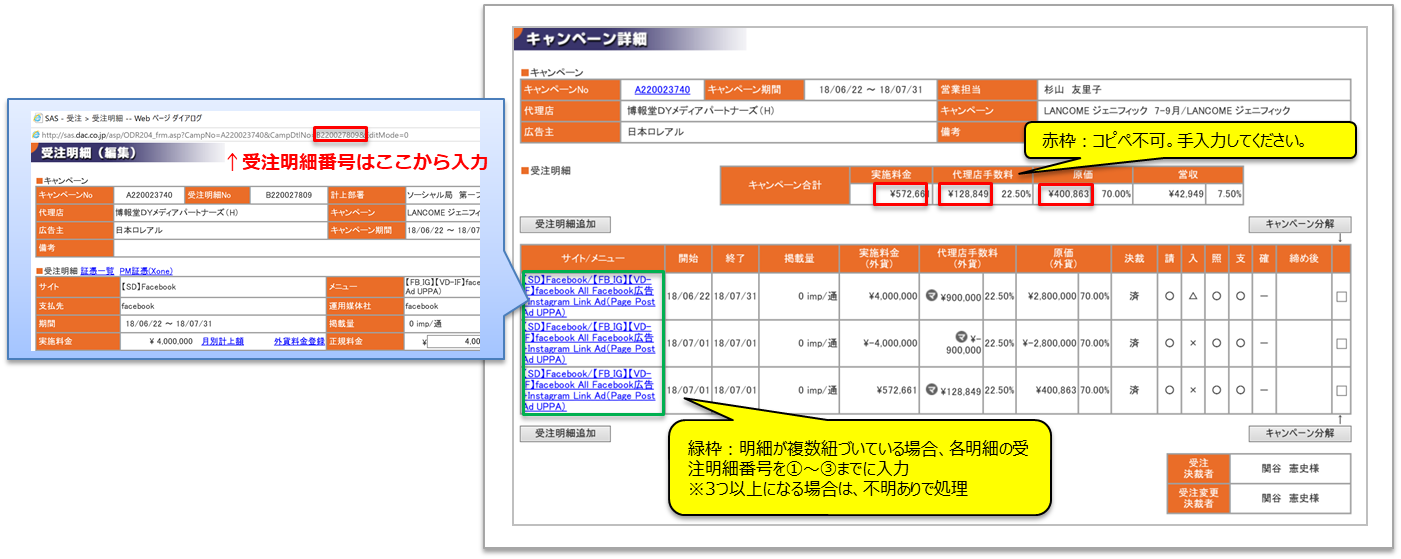 SAS - 受注 > 受注明細 -- Web ページ ダイアログ
http://sas.dac.co.jp/asp/ODR204_frm.asp?CampNo=A220023740&CampDtlNo=B220027809&EditMode=0
受注明細（編集）
↑受注明細番号はここから入力
■キャンペーン
キャンペーンNo A220023740 受注明細No B220027809 計上部署 ソーシャル局 第一
代理店 博報堂DYメディアパートナーズ（H） キャンペーン LANCOME ジェニフィ
広告主 日本ロレアル キャンペーン期間 18/06/22 ～ 18/07
備考
■受注明細 証憑一覧 PM証憑(Xone)
サイト 【SD】Facebook メニュー 【FB_IG】【VD-IF】face
Ad UPPA）
支払先 facebook 運用媒体社 facebook
期間 18/06/22 ～ 18/07/31 掲載量 0 imp/通
実施料金 ¥ 4,000,000 月別計上額 外貨料金登録 正規料金 ¥ 4,00
キャンペーン詳細
■キャンペーン
キャンペーンNo A220023740 キャンペーン期間 18/06/22 ～ 18/07/31 営業担当 杉山 友里子
代理店 博報堂DYメディアパートナーズ（H） キャンペーン LANCOME ジェニフィック 7-9月/LANCOME ジェニフィック
広告主 日本ロレアル 備考
赤枠：コピペ不可。手入力してください。
■受注明細
キャンペーン合計 実施料金 代理店手数料 原価 営収
¥572,661 ¥128,849 22.50% ¥400,863 70.00% ¥42,949 7.50%
受注明細追加 キャンペーン分解
↓
サイト/メニュー 開始 終了 掲載量 実施料金 代理店手数料 原価 決裁 請 入 照 支 確 締め後
（外貨） （外貨） （外貨）
【SD】Facebook/【FB_IG】【VD-
IF】facebook All Facebook広告
+Instagram Link Ad（Page Post
Ad UPPA）
18/06/22 18/07/31 0 imp/通 ¥4,000,000 ▽ ¥900,000 22.50% ¥2,800,000 70.00% 済 ○ △ ○ ○ －
【SD】Facebook/【FB_IG】【VD-
IF】facebook All Facebook広告
+Instagram Link Ad（Page Post
Ad UPPA）
18/07/01 18/07/01 0 imp/通 ¥-4,000,000 ▽ ¥-900,000 22.50% ¥-2,800,000 70.00% 済 ○ × ○ ○ －
【SD】Facebook/【FB_IG】【VD-
IF】facebook All Facebook広告
+Instagram Link Ad（Page Post
Ad UPPA）
18/07/01 18/07/01 0 imp/通 ¥572,661 ▽ ¥128,849 22.50% ¥400,863 70.00% 済 ○ × ○ ○ －
↑
受注明細追加 キャンペーン分解
緑枠：明細が複数紐づいている場合、各明細の受
注明細番号を①～③までに入力
※3つ以上になる場合は、不明ありで処理
受注
決裁者 関谷 憲史様
受注変更
決裁者 関谷 憲史様